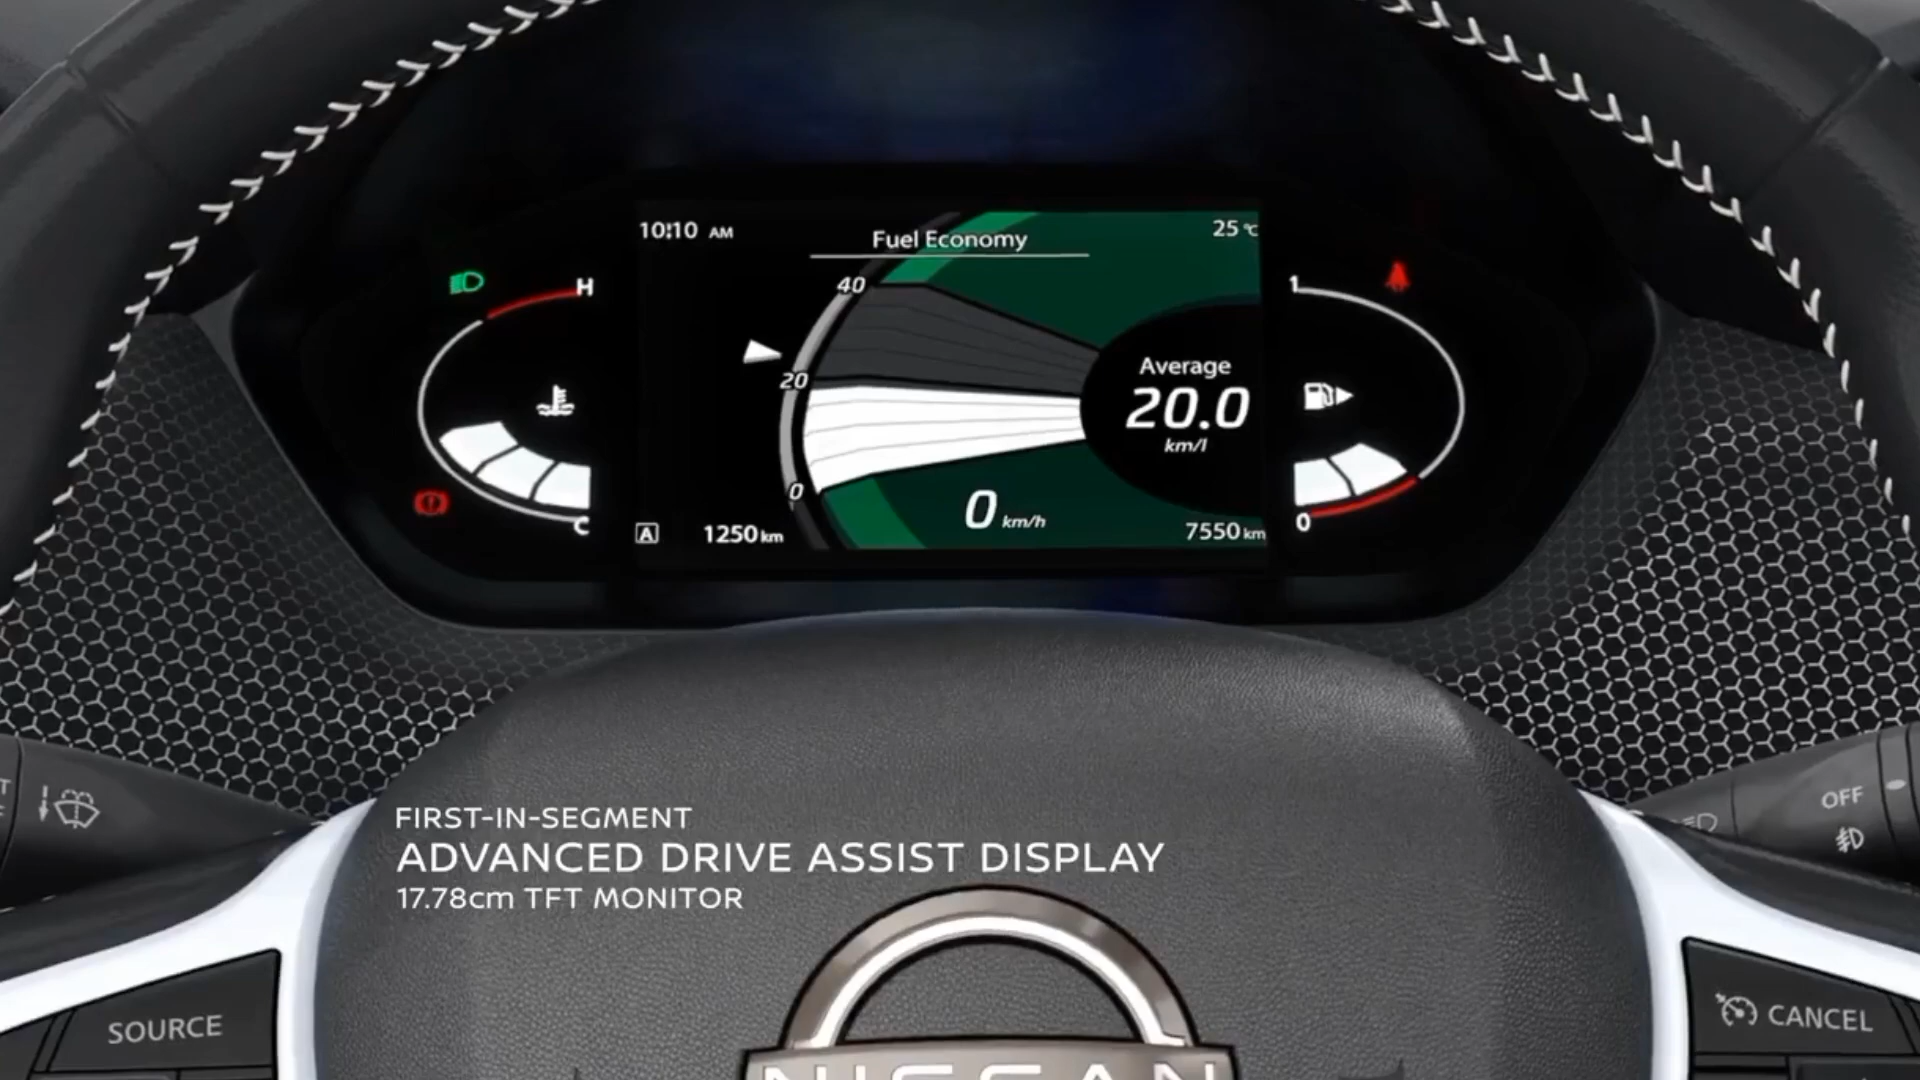 10:10 AM
Fuel Economy
25 ℃
H
40
1
20
Average
20.0
km/l
0
0 km/h
C
0
A
1250 km
7550 km
OFF
FIRST-IN-SEGMENT
ADVANCED DRIVE ASSIST DISPLAY
17.78cm TFT MONITOR
SOURCE
CANCEL
NISSAN